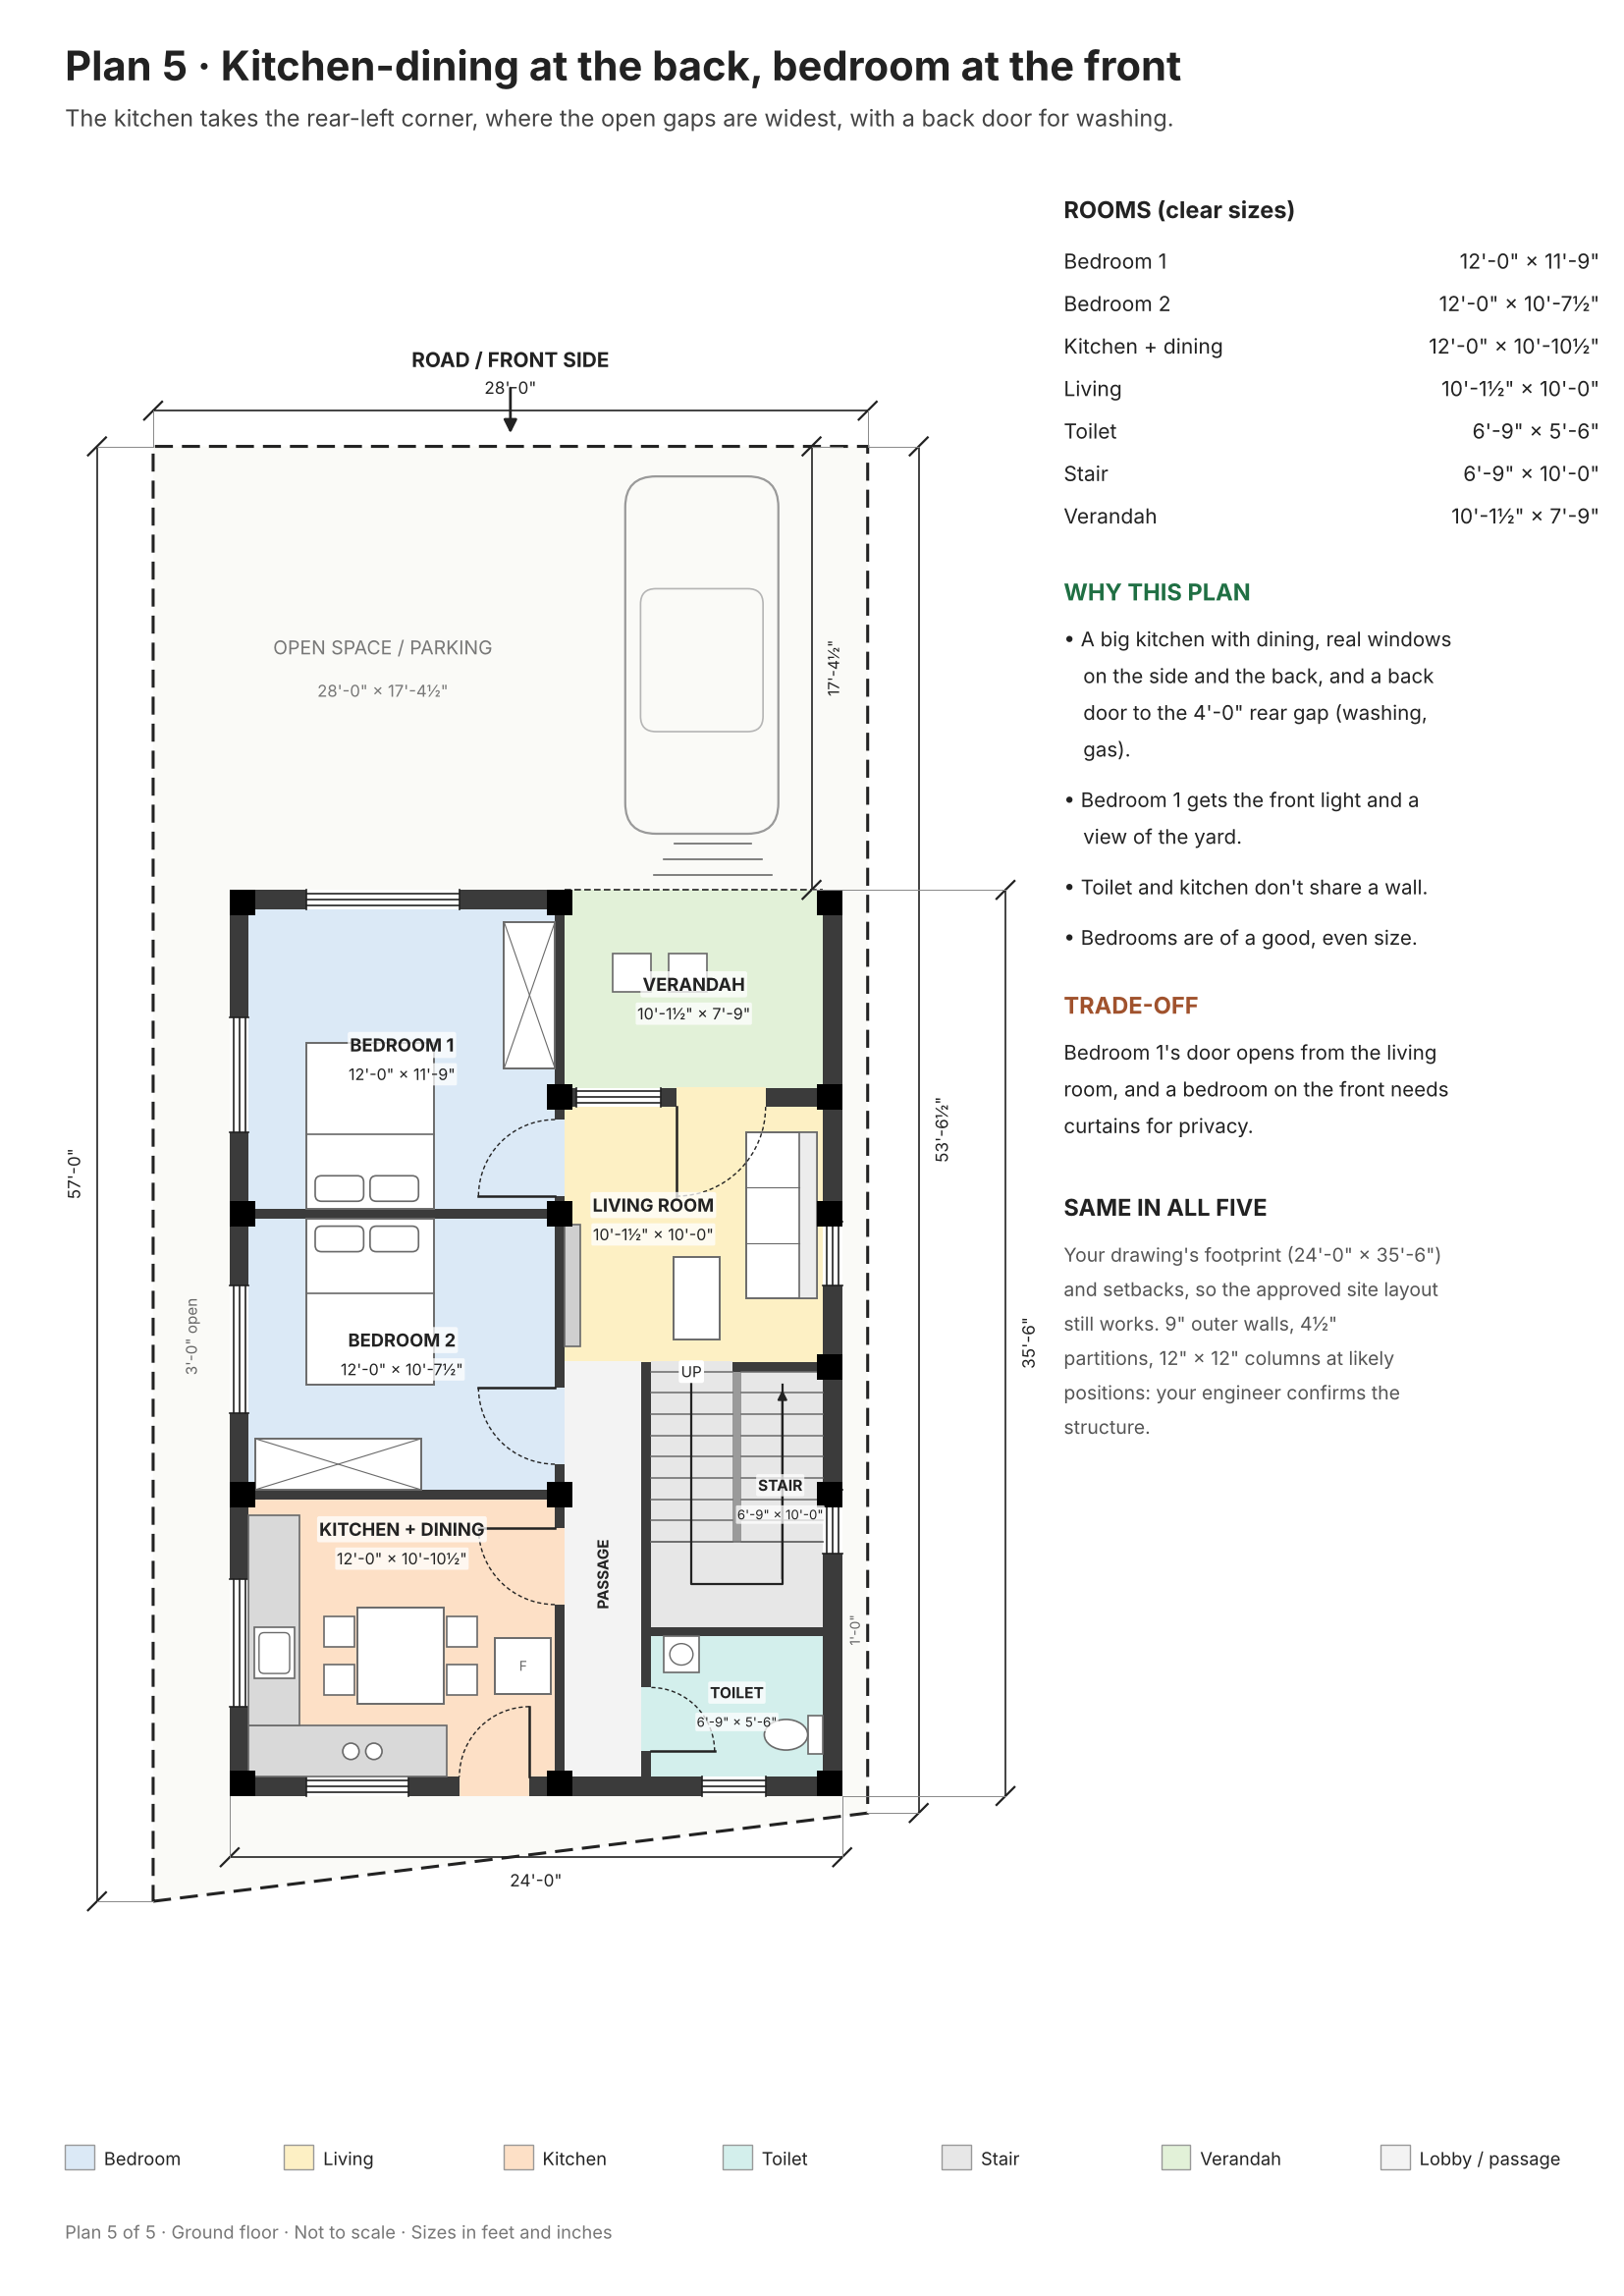 Plan 5 · Kitchen-dining at the back, bedroom at the front
The kitchen takes the rear-left corner, where the open gaps are widest, with a back door for washing.
ROAD / FRONT SIDE
28'-0"
57'-0"
OPEN SPACE / PARKING
28'-0" × 17'-4½"
17'-4½"
53'-6½"
35'-6"
VERANDAH
10'-1½" × 7'-9"
BEDROOM 1
12'-0" × 11'-9"
LIVING ROOM
10'-1½" × 10'-0"
3'-0" open
BEDROOM 2
12'-0" × 10'-7½"
UP
STAIR
6'-9" × 10'-0"
KITCHEN + DINING
12'-0" × 10'-10½"
PASSAGE
F
1'-0"
TOILET
6'-9" × 5'-6"
24'-0"
ROOMS (clear sizes)
Bedroom 1 12'-0" × 11'-9"
Bedroom 2 12'-0" × 10'-7½"
Kitchen + dining 12'-0" × 10'-10½"
Living 10'-1½" × 10'-0"
Toilet 6'-9" × 5'-6"
Stair 6'-9" × 10'-0"
Verandah 10'-1½" × 7'-9"
WHY THIS PLAN
• A big kitchen with dining, real windows
on the side and the back, and a back
door to the 4'-0" rear gap (washing,
gas).
• Bedroom 1 gets the front light and a
view of the yard.
• Toilet and kitchen don't share a wall.
• Bedrooms are of a good, even size.
TRADE-OFF
Bedroom 1's door opens from the living
room, and a bedroom on the front needs
curtains for privacy.
SAME IN ALL FIVE
Your drawing's footprint (24'-0" × 35'-6")
and setbacks, so the approved site layout
still works. 9" outer walls, 4½"
partitions, 12" × 12" columns at likely
positions: your engineer confirms the
structure.
Bedroom
Living
Kitchen
Toilet
Stair
Verandah
Lobby / passage
Plan 5 of 5 · Ground floor · Not to scale · Sizes in feet and inches